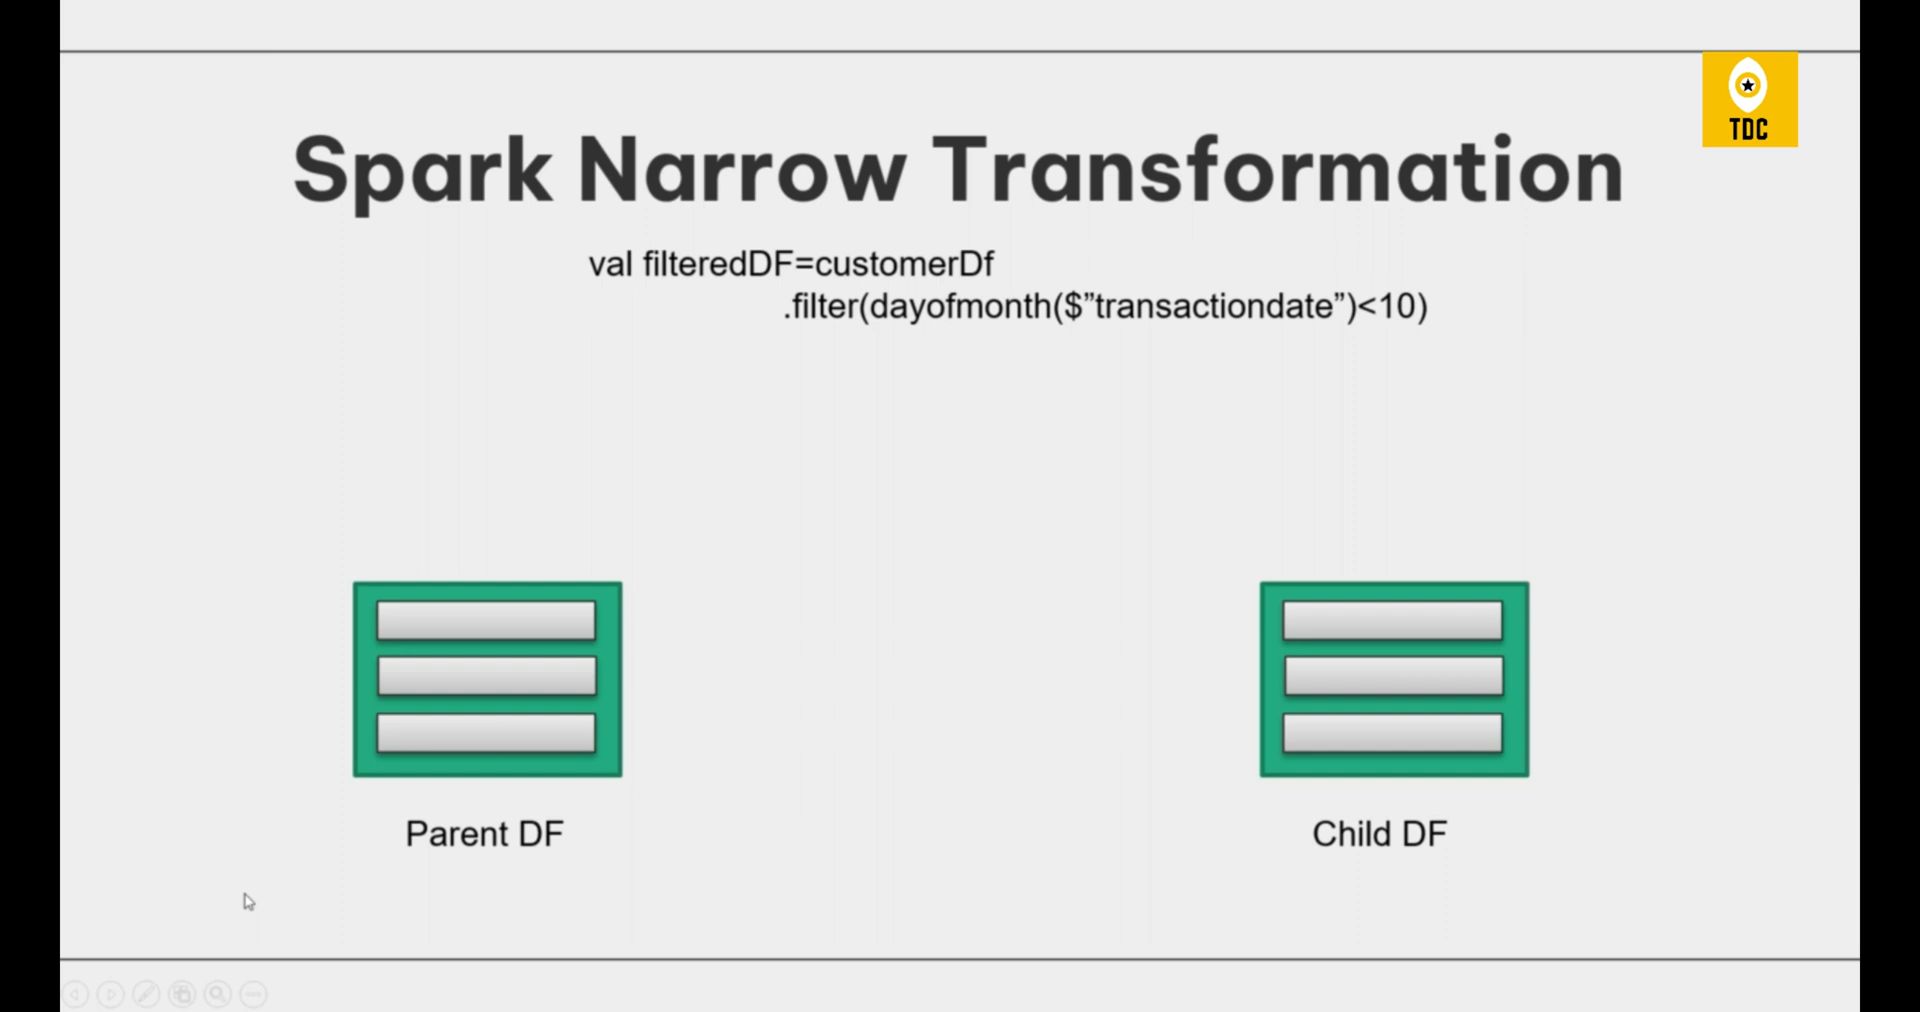 TDC
Spark Narrow Transformation
val filteredDF=customerDf
.filter(dayofmonth($”transactiondate”)<10)
Parent DF
Child DF